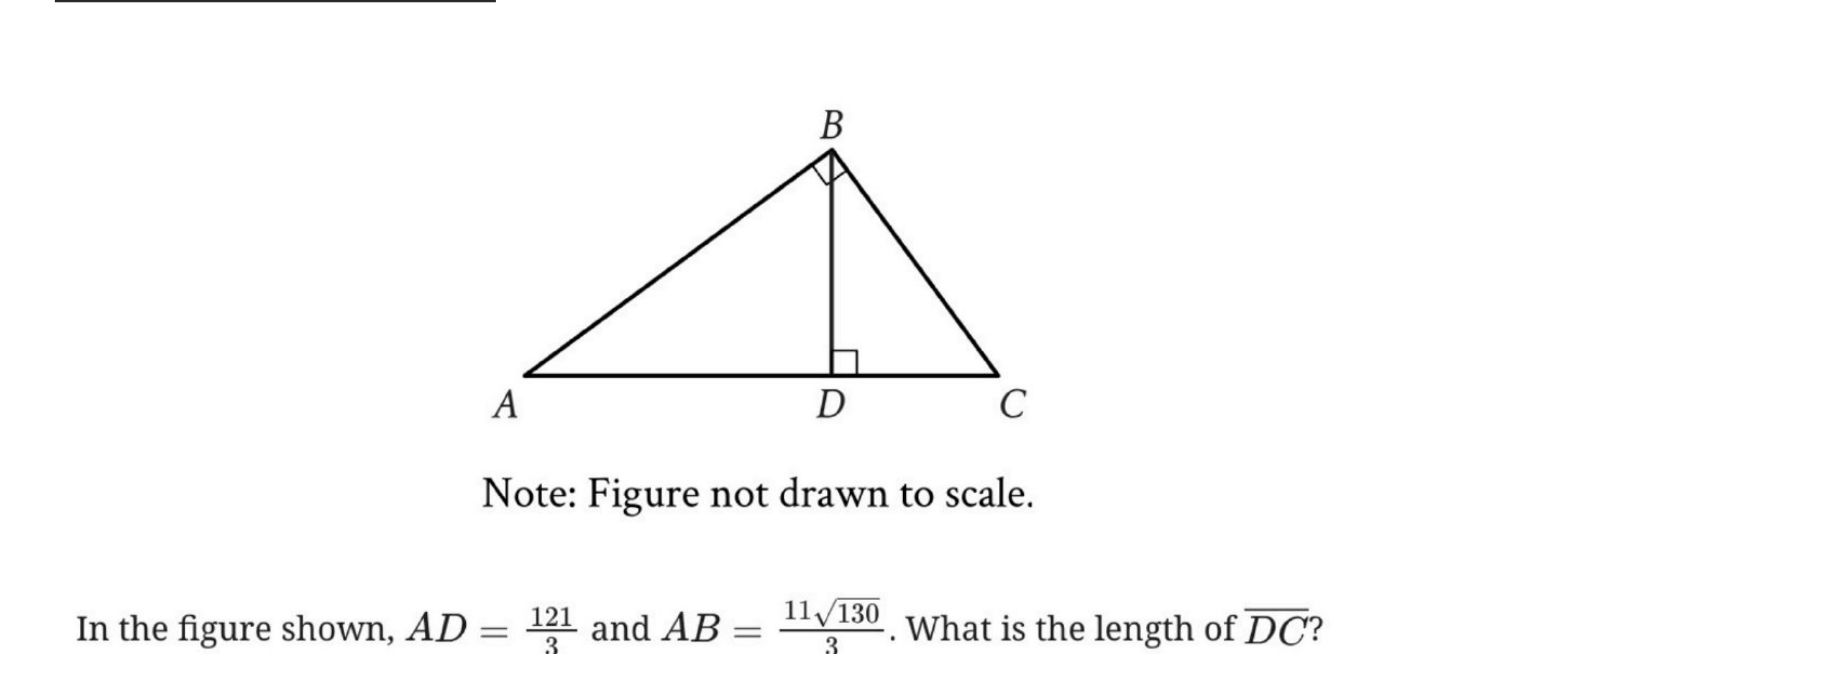 B
A D C
Note: Figure not drawn to scale.
In the figure shown, AD = 121/3 and AB = 11√130/3. What is the length of D̅C̅?